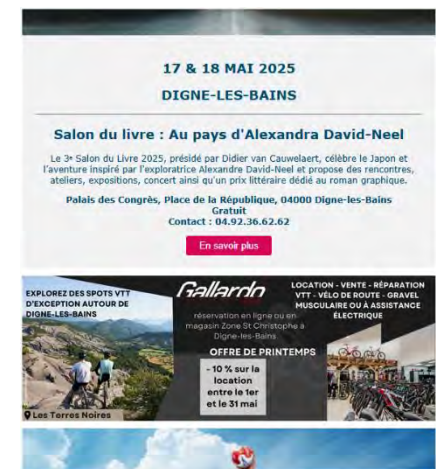 17 & 18 MAI 2025
DIGNE-LES-BAINS
Salon du livre : Au pays d'Alexandra David-Neel
Le 3e Salon du Livre 2025, présidé par Didier van Cauwelaert, célèbre le Japon et
l'aventure inspiré par l'exploratrice Alexandre David-Neel et propose des rencontres,
ateliers, expositions, concert ainsi qu'un prix littéraire dédié au roman graphique.
Palais des Congrès, Place de la République, 04000 Digne-les-Bains
Gratuit
Contact : 04.92.36.62.62
En savoir plus
EXPLOREZ DES SPOTS VTT
D'EXCEPTION AUTOUR DE
DIGNE-LES-BAINS
Les Terres Noires
Gallardo
réservation en ligne ou en
magasin Zone St Christophe à
Digne-les-Bains
OFFRE DE PRINTEMPS
- 10 % sur la
location
entre le 1er
et le 31 mai
LOCATION - VENTE - RÉPARATION
VTT - VÉLO DE ROUTE - GRAVEL
MUSCULAIRE OU À ASSISTANCE
ÉLECTRIQUE